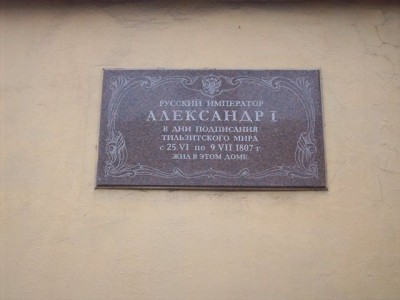 РУССКИЙ ИМПЕРАТОР
АЛЕКСАНДР I
В ДНИ ПОДПИСАНИЯ
ТИЛЬЗИТСКОГО МИРА
с 25.VI по 9 VII 1807 г.
ЖИЛ В ЭТОМ ДОМЕ